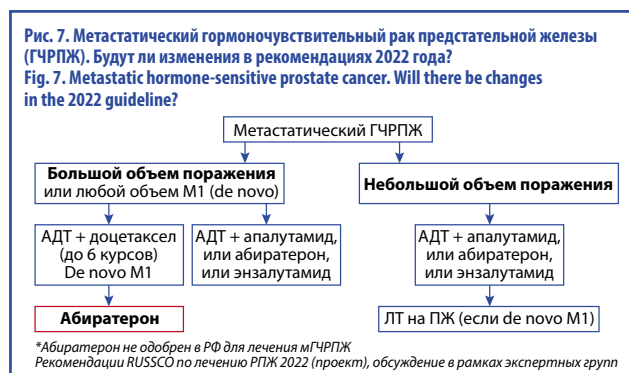 Рис. 7. Метастатический гормоночувствительный рак предстательной железы
(ГЧРПЖ). Будут ли изменения в рекомендациях 2022 года?
Fig. 7. Metastatic hormone-sensitive prostate cancer. Will there be changes
in the 2022 guideline?
Метастатический ГЧРПЖ
Большой объем поражения
или любой объем М1 (de novo)
Небольшой объем поражения
АДТ + доцетаксел
(до 6 курсов)
De novo M1
АДТ + апалутамид,
или абиратерон,
или энзалутамид
АДТ + апалутамид,
или абиратерон,
или энзалутамид
Абиратерон
ЛТ на ПЖ (если de novo M1)
*Абиратерон не одобрен в РФ для лечения мГЧРПЖ
Рекомендации RUSSCO по лечению РПЖ 2022 (проект), обсуждение в рамках экспертных групп